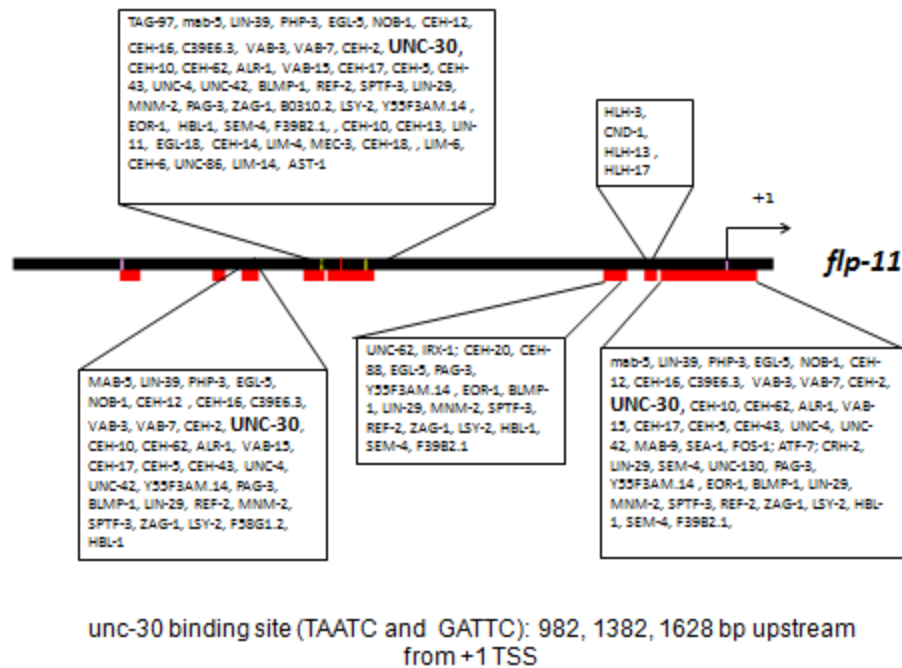 TAG-97, mab-5, LIN-39, PHP-3, EGL-5, NOB-1, CEH-12,
CEH-16, C39E6.3, VAB-3, VAB-7, CEH-2, UNC-30,
CEH-10, CEH-62, ALR-1, VAB-15, CEH-17, CEH-5, CEH-
43, UNC-4, UNC-42, BLMP-1, REF-2, SPTF-3, LIN-29,
MNM-2, PAG-3, ZAG-1, B0310.2, LSY-2, Y55F3AM.14 ,
EOR-1, HBL-1, SEM-4, F39B2.1, , CEH-10, CEH-13, LIN-
11, EGL-18, CEH-14, LIM-4, MEC-3, CEH-18, , LIM-6,
CEH-6, UNC-86, LIM-14, AST-1
HLH-3,
CND-1,
HLH-13 ,
HLH-17
+1
flp-11
MAB-5, LIN-39, PHP-3, EGL-5,
NOB-1, CEH-12 , CEH-16, C39E6.3,
VAB-3, VAB-7, CEH-2, UNC-30,
CEH-10, CEH-62, ALR-1, VAB-15,
CEH-17, CEH-5, CEH-43, UNC-4,
UNC-42, Y55F3AM.14, PAG-3,
BLMP-1, LIN-29, REF-2, MNM-2,
SPTF-3, ZAG-1, LSY-2, F58G1.2,
HBL-1
UNC-62, IRX-1; CEH-20, CEH-
88, EGL-5, PAG-3,
Y55F3AM.14 , EOR-1, BLMP-
1, LIN-29, MNM-2, SPTF-3,
REF-2, ZAG-1, LSY-2, HBL-1,
SEM-4, F39B2.1
mab-5, LIN-39, PHP-3, EGL-5, NOB-1, CEH-
12, CEH-16, C39E6.3, VAB-3, VAB-7, CEH-2,
UNC-30, CEH-10, CEH-62, ALR-1, VAB-
15, CEH-17, CEH-5, CEH-43, UNC-4, UNC-
42, MAB-9, SEA-1, FOS-1; ATF-7; CRH-2,
LIN-29, SEM-4, UNC-130, PAG-3,
Y55F3AM.14 , EOR-1, BLMP-1, LIN-29,
MNM-2, SPTF-3, REF-2, ZAG-1, LSY-2, HBL-
1, SEM-4, F39B2.1,
unc-30 binding site (TAATC and GATTC): 982, 1382, 1628 bp upstream
from +1 TSS